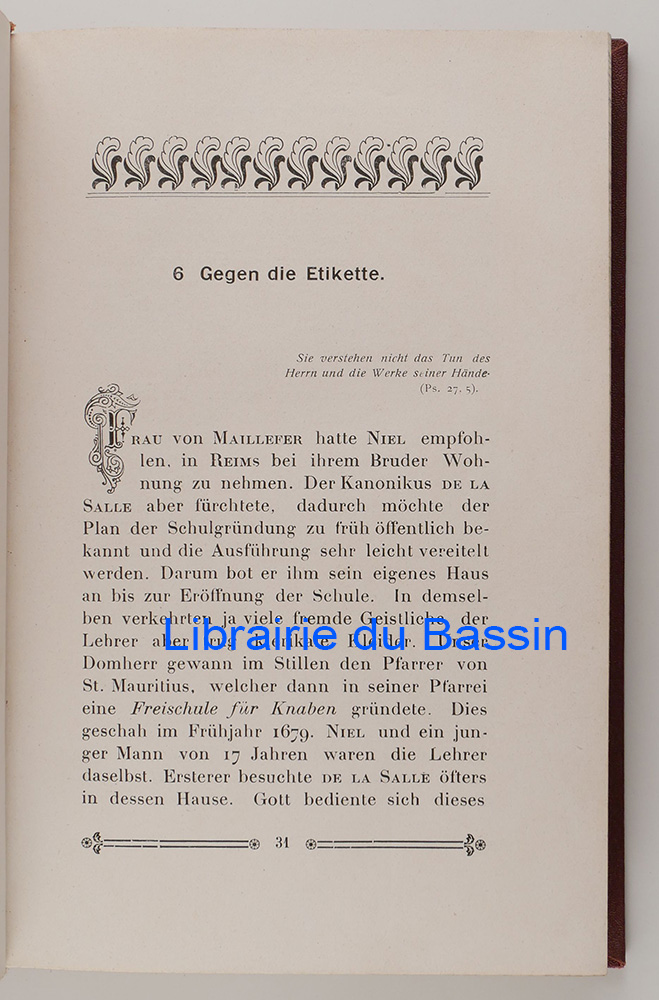 6 Gegen die Etikette.
Sie verstehen nicht das Tun des
Herrn und die Werke seiner Hände.
(Ps. 27. 5).
FRAU VON MAILLEFER hatte NIEL empfoh-
len, in REIMS bei ihrem Bruder Woh-
nung zu nehmen. Der Kanonikus DE LA
SALLE aber fürchtete, dadurch möchte der
Plan der Schulgründung zu früh öffentlich be-
kannt und die Ausführung sehr leicht vereitelt
werden. Darum bot er ihm sein eigenes Haus
an bis zur Eröffnung der Schule. In demsel-
ben verkehrten ja viele fremde Geistliche, der
Lehrer aber trug klerikale Kleider. Unser
Librairie du Bassin
Domherr gewann im Stillen den Pfarrer von
St. Mauritius, welcher dann in seiner Pfarrei
eine Freischule für Knaben gründete. Dies
geschah im Frühjahr 1679. NIEL und ein jun-
ger Mann von 17 Jahren waren die Lehrer
daselbst. Ersterer besuchte DE LA SALLE öfters
in dessen Hause. Gott bediente sich dieses
31